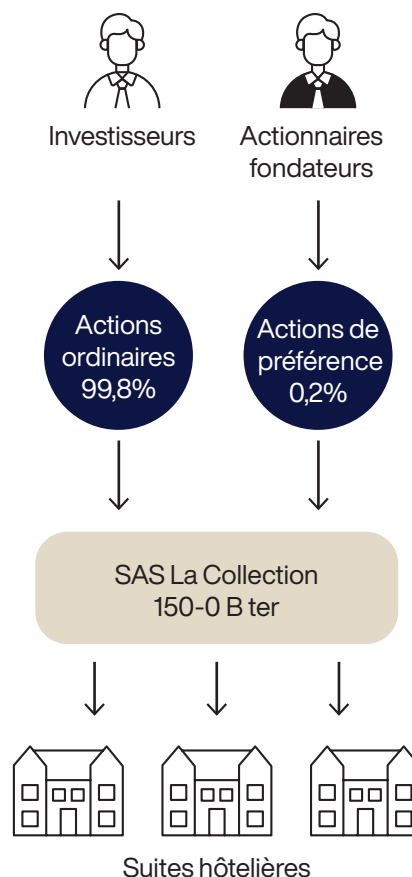 Investisseurs
Actionnaires
fondateurs
Actions
ordinaires
99,8%
Actions de
préférence
0,2%
SAS La Collection
150-0 B ter
Suites hôtelières